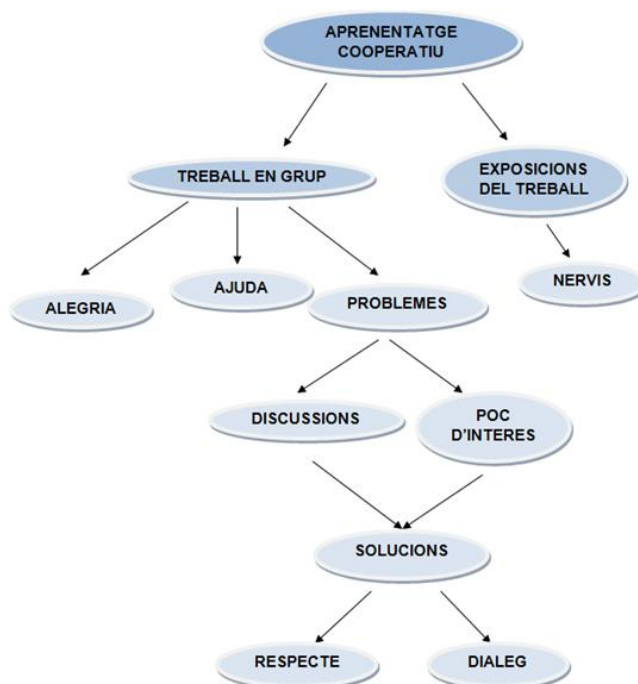 APRENENTATGE
COOPERATIU
TREBALL EN GRUP
EXPOSICIONS
DEL TREBALL
ALEGRIA
AJUDA
PROBLEMES
NERVIS
DISCUSSIONS
POC
D'INTERES
SOLUCIONS
RESPECTE
DIALEG